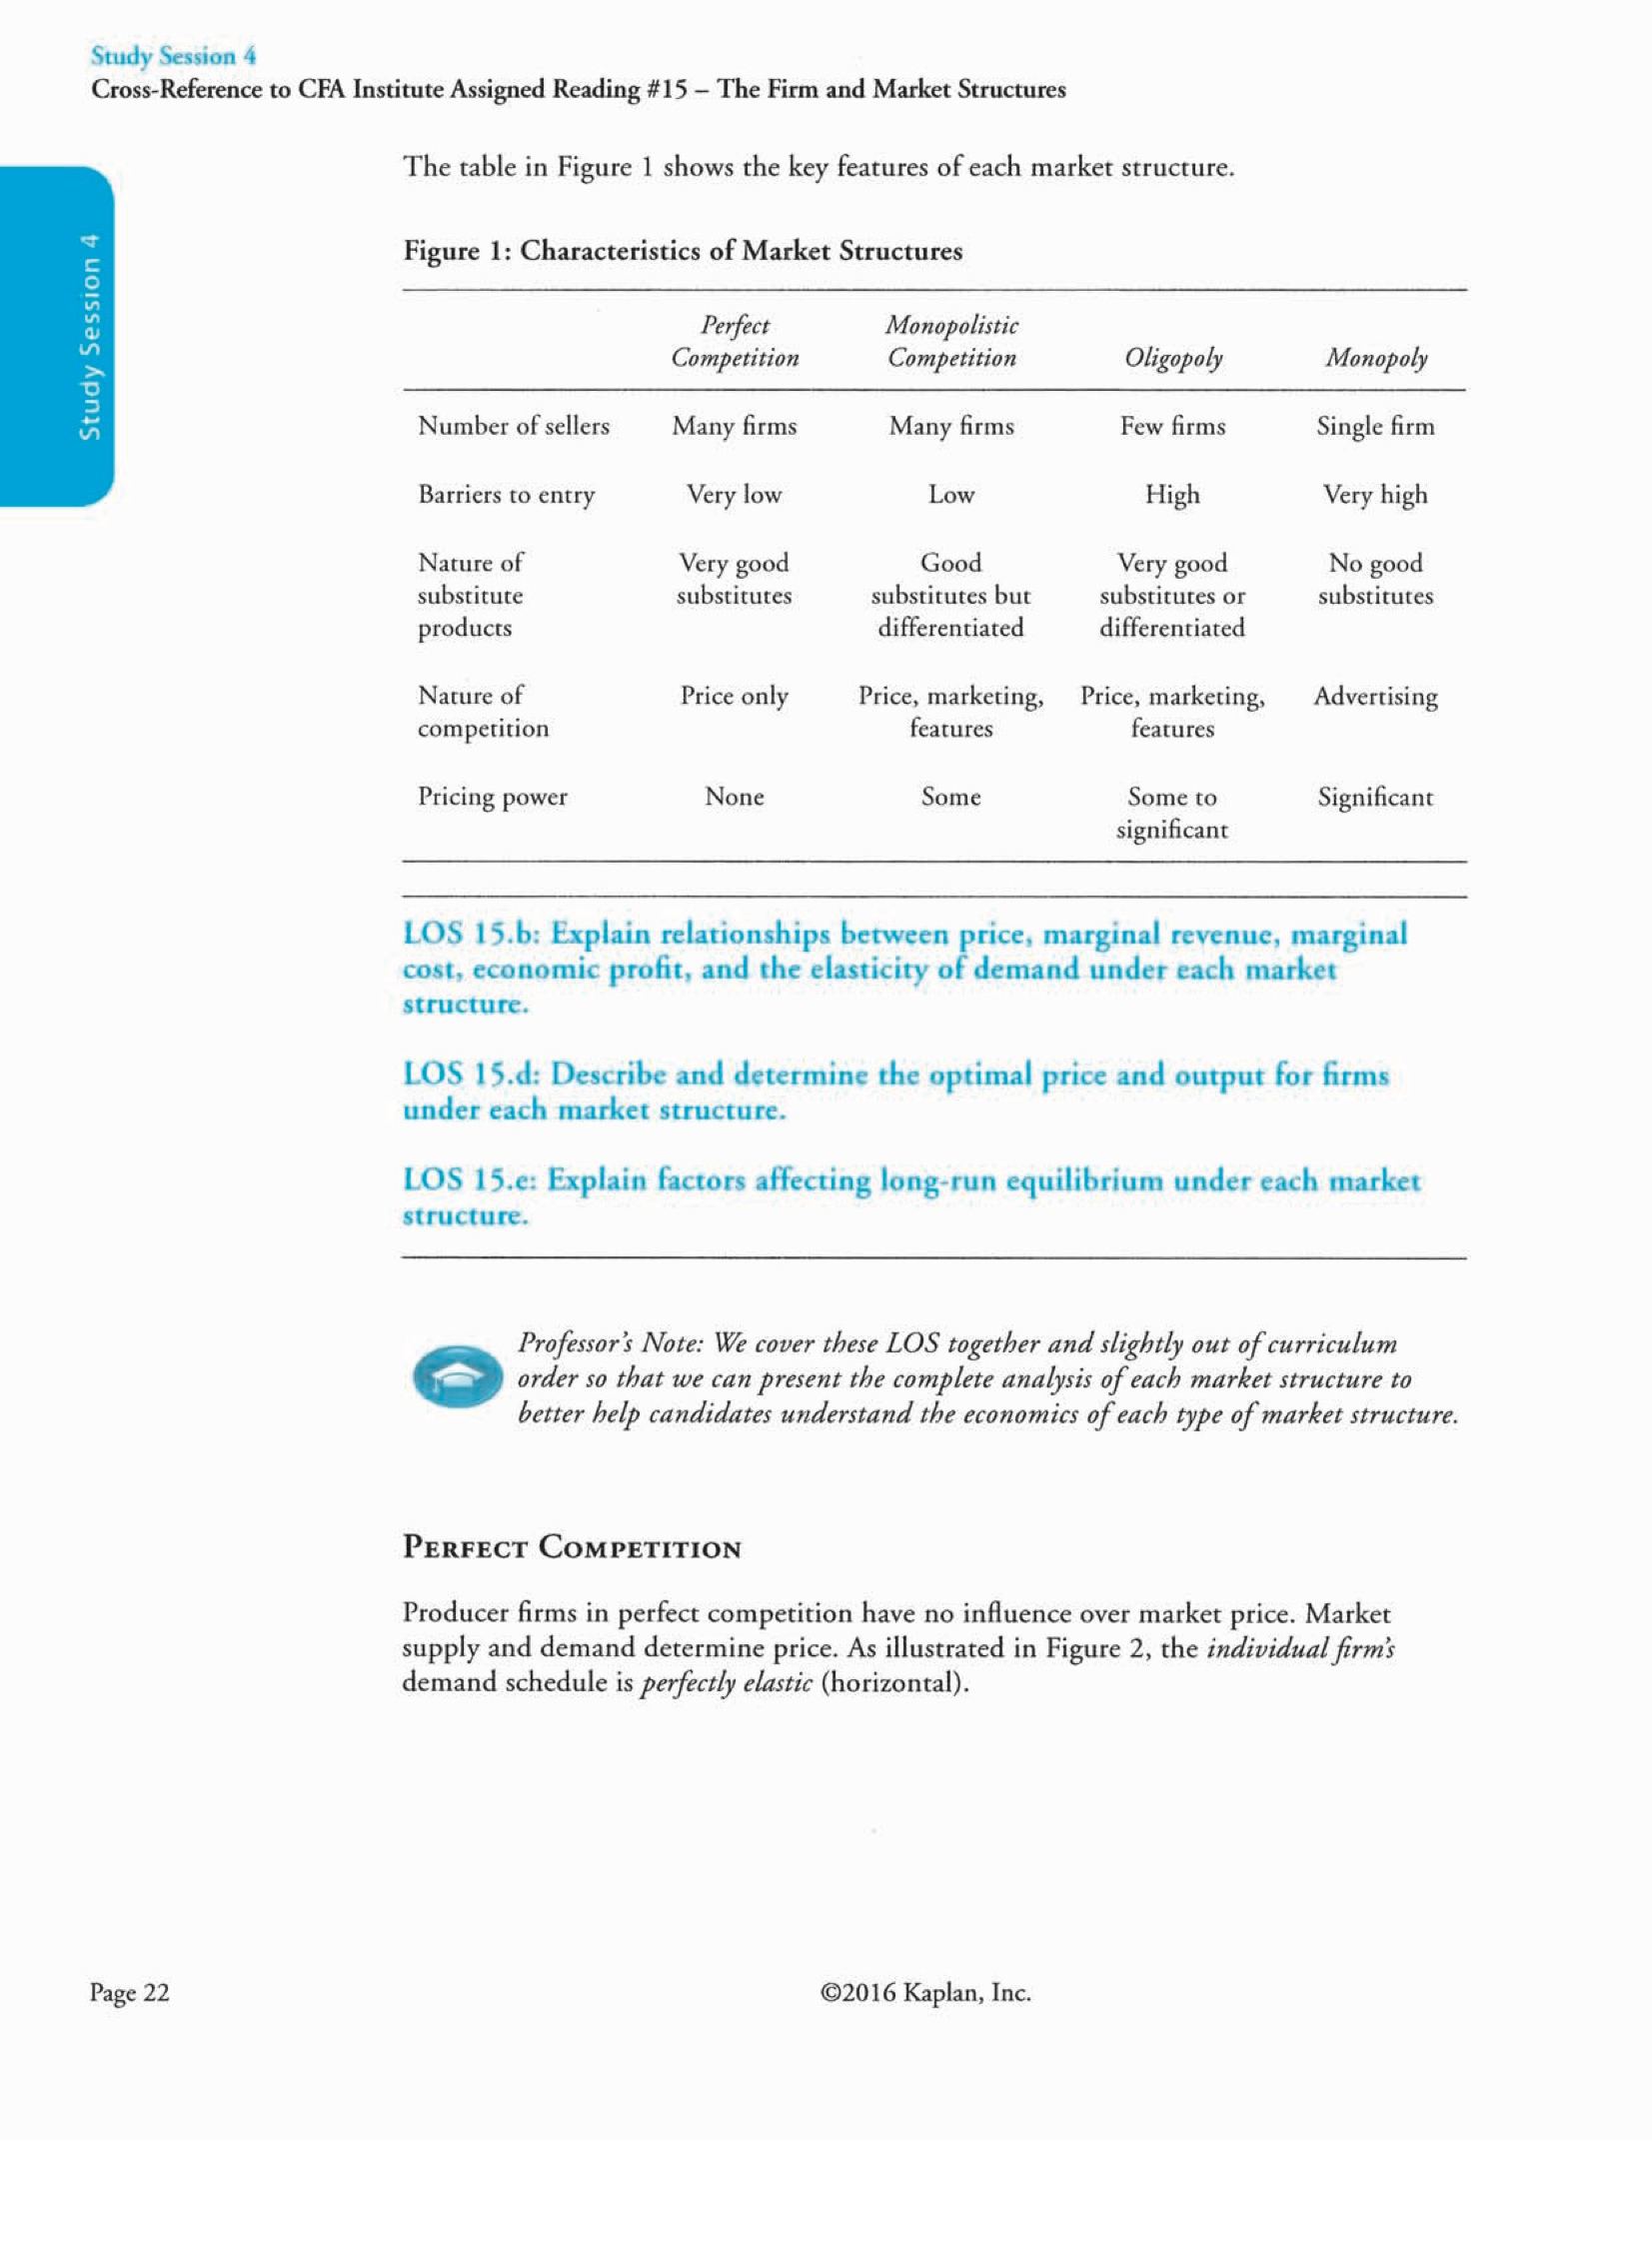 Study Session 4
Cross-Reference to CFA Institute Assigned Reading #15 – The Firm and Market Structures
Study Session 4
The table in Figure 1 shows the key features of each market structure.
Figure 1: Characteristics of Market Structures
Perfect Competition Monopolistic Competition Oligopoly Monopoly
Number of sellers Many firms Many firms Few firms Single firm
Barriers to entry Very low Low High Very high
Nature of substitute products Very good substitutes Good substitutes but differentiated Very good substitutes or differentiated No good substitutes
Nature of competition Price only Price, marketing, features Price, marketing, features Advertising
Pricing power None Some Some to significant Significant
LOS 15.b: Explain relationships between price, marginal revenue, marginal
cost, economic profit, and the elasticity of demand under each market
structure.
LOS 15.d: Describe and determine the optimal price and output for firms
under each market structure.
LOS 15.e: Explain factors affecting long-run equilibrium under each market
structure.
Professor's Note: We cover these LOS together and slightly out of curriculum
order so that we can present the complete analysis of each market structure to
better help candidates understand the economics of each type of market structure.
PERFECT COMPETITION
Producer firms in perfect competition have no influence over market price. Market
supply and demand determine price. As illustrated in Figure 2, the individual firm's
demand schedule is perfectly elastic (horizontal).
Page 22
©2016 Kaplan, Inc.